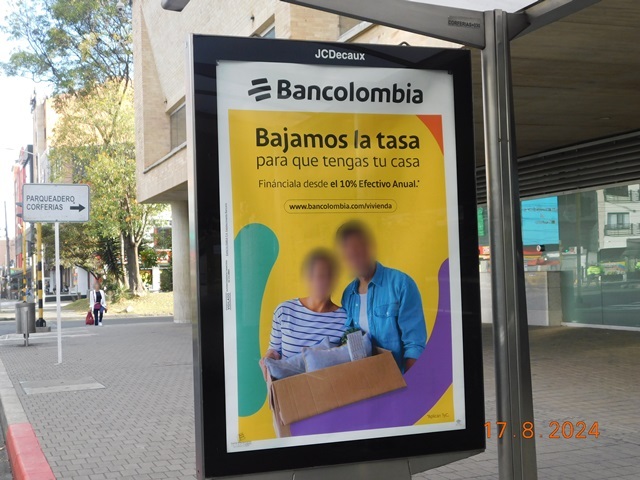 JCDecaux
Bancolombia
Bajamos la tasa
para que tengas tu casa
Finánciala desde el 10% Efectivo Anual.*
www.bancolombia.com/vivienda
PARQUEADERO
CORFERIAS
17.8.2024